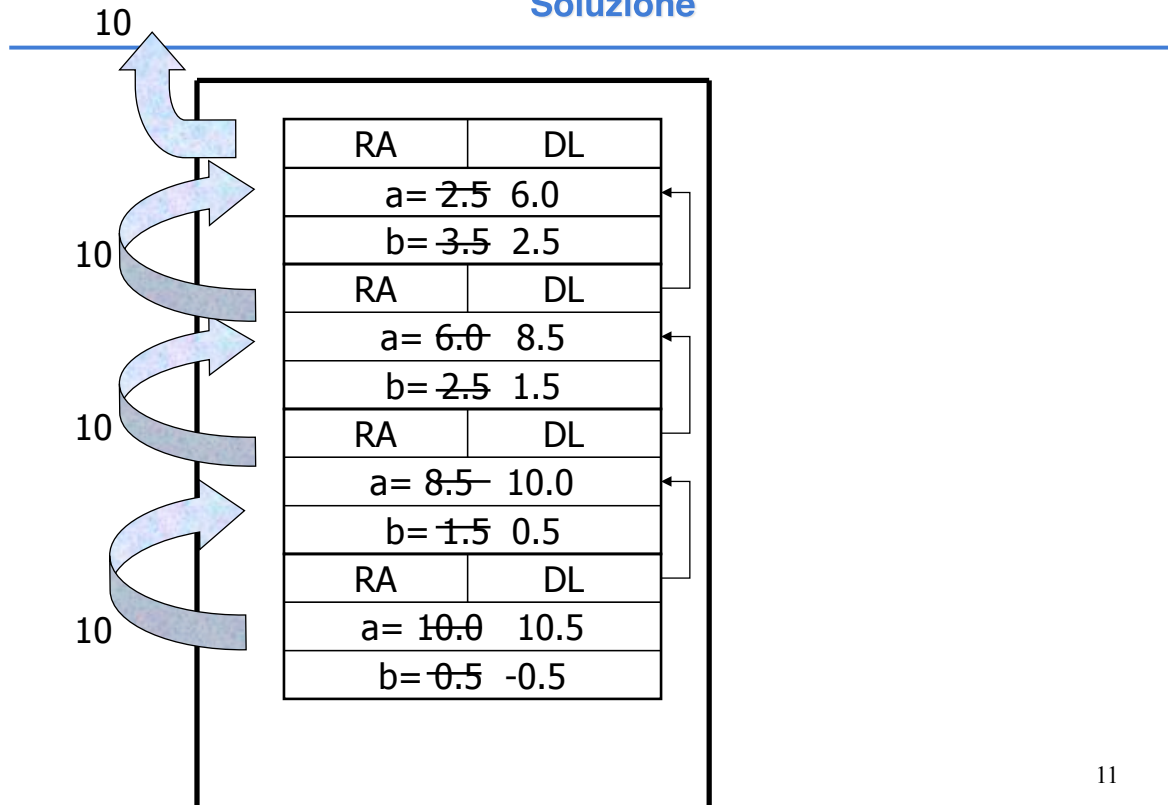 Soluzione
10
RA DL
a= 2.5 6.0
b= 3.5 2.5
10
RA DL
a= 6.0 8.5
b= 2.5 1.5
10
RA DL
a= 8.5 10.0
b= 1.5 0.5
RA DL
10
a= 10.0 10.5
b= 0.5 -0.5
11